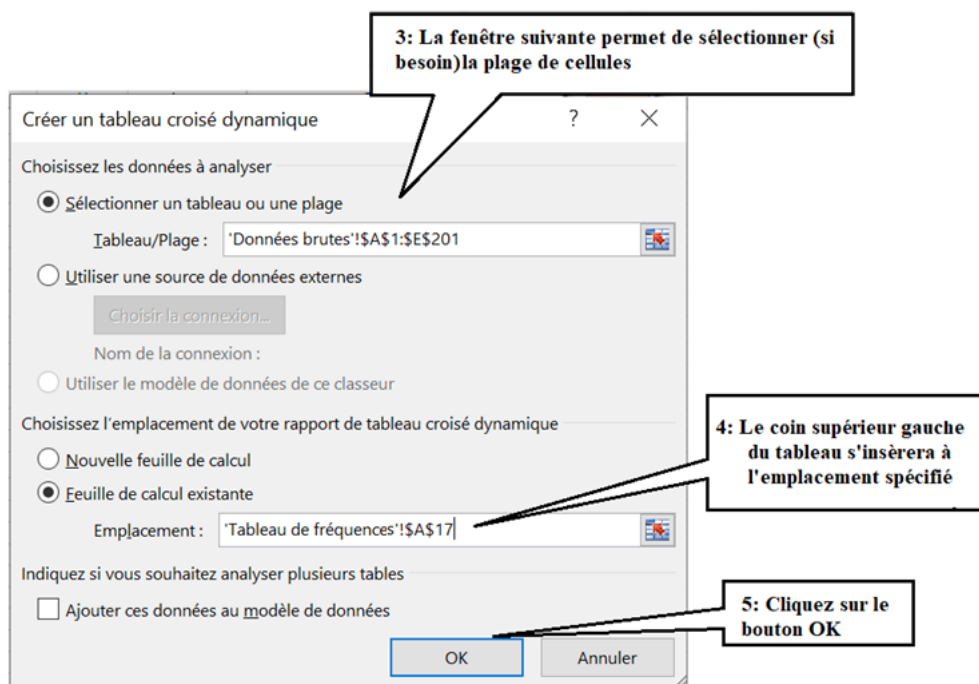 3: La fenêtre suivante permet de sélectionner (si
besoin)la plage de cellules
Créer un tableau croisé dynamique
?
Choisissez les données à analyser
Sélectionner un tableau ou une plage
Tableau/Plage : 'Données brutes'!$A$1:$E$201
Utiliser une source de données externes
Choisir la connexion...
Nom de la connexion :
Utiliser le modèle de données de ce classeur
Choisissez l'emplacement de votre rapport de tableau croisé dynamique
4: Le coin supérieur gauche
du tableau s'insèrera à
l'emplacement spécifié
Nouvelle feuille de calcul
Feuille de calcul existante
Emplacement : 'Tableau de fréquences'!$A$17
Indiquez si vous souhaitez analyser plusieurs tables
Ajouter ces données au modèle de données
5: Cliquez sur le
bouton OK
OK
Annuler